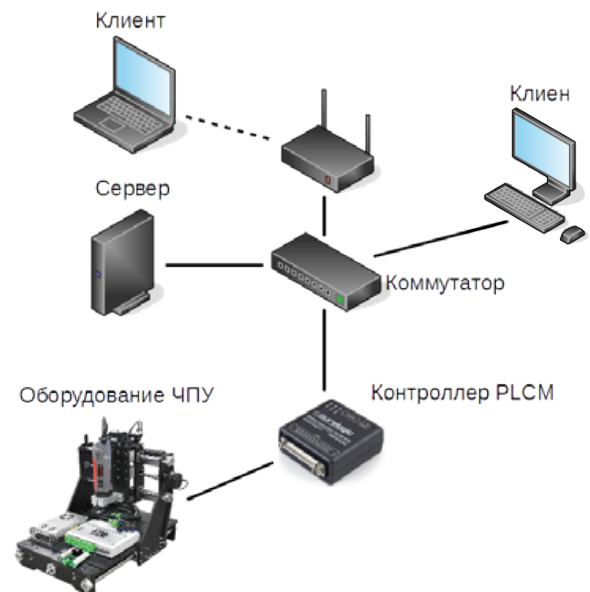 Клиент
Клиен
Сервер
Коммутатор
Оборудование ЧПУ
Контроллер PLCM